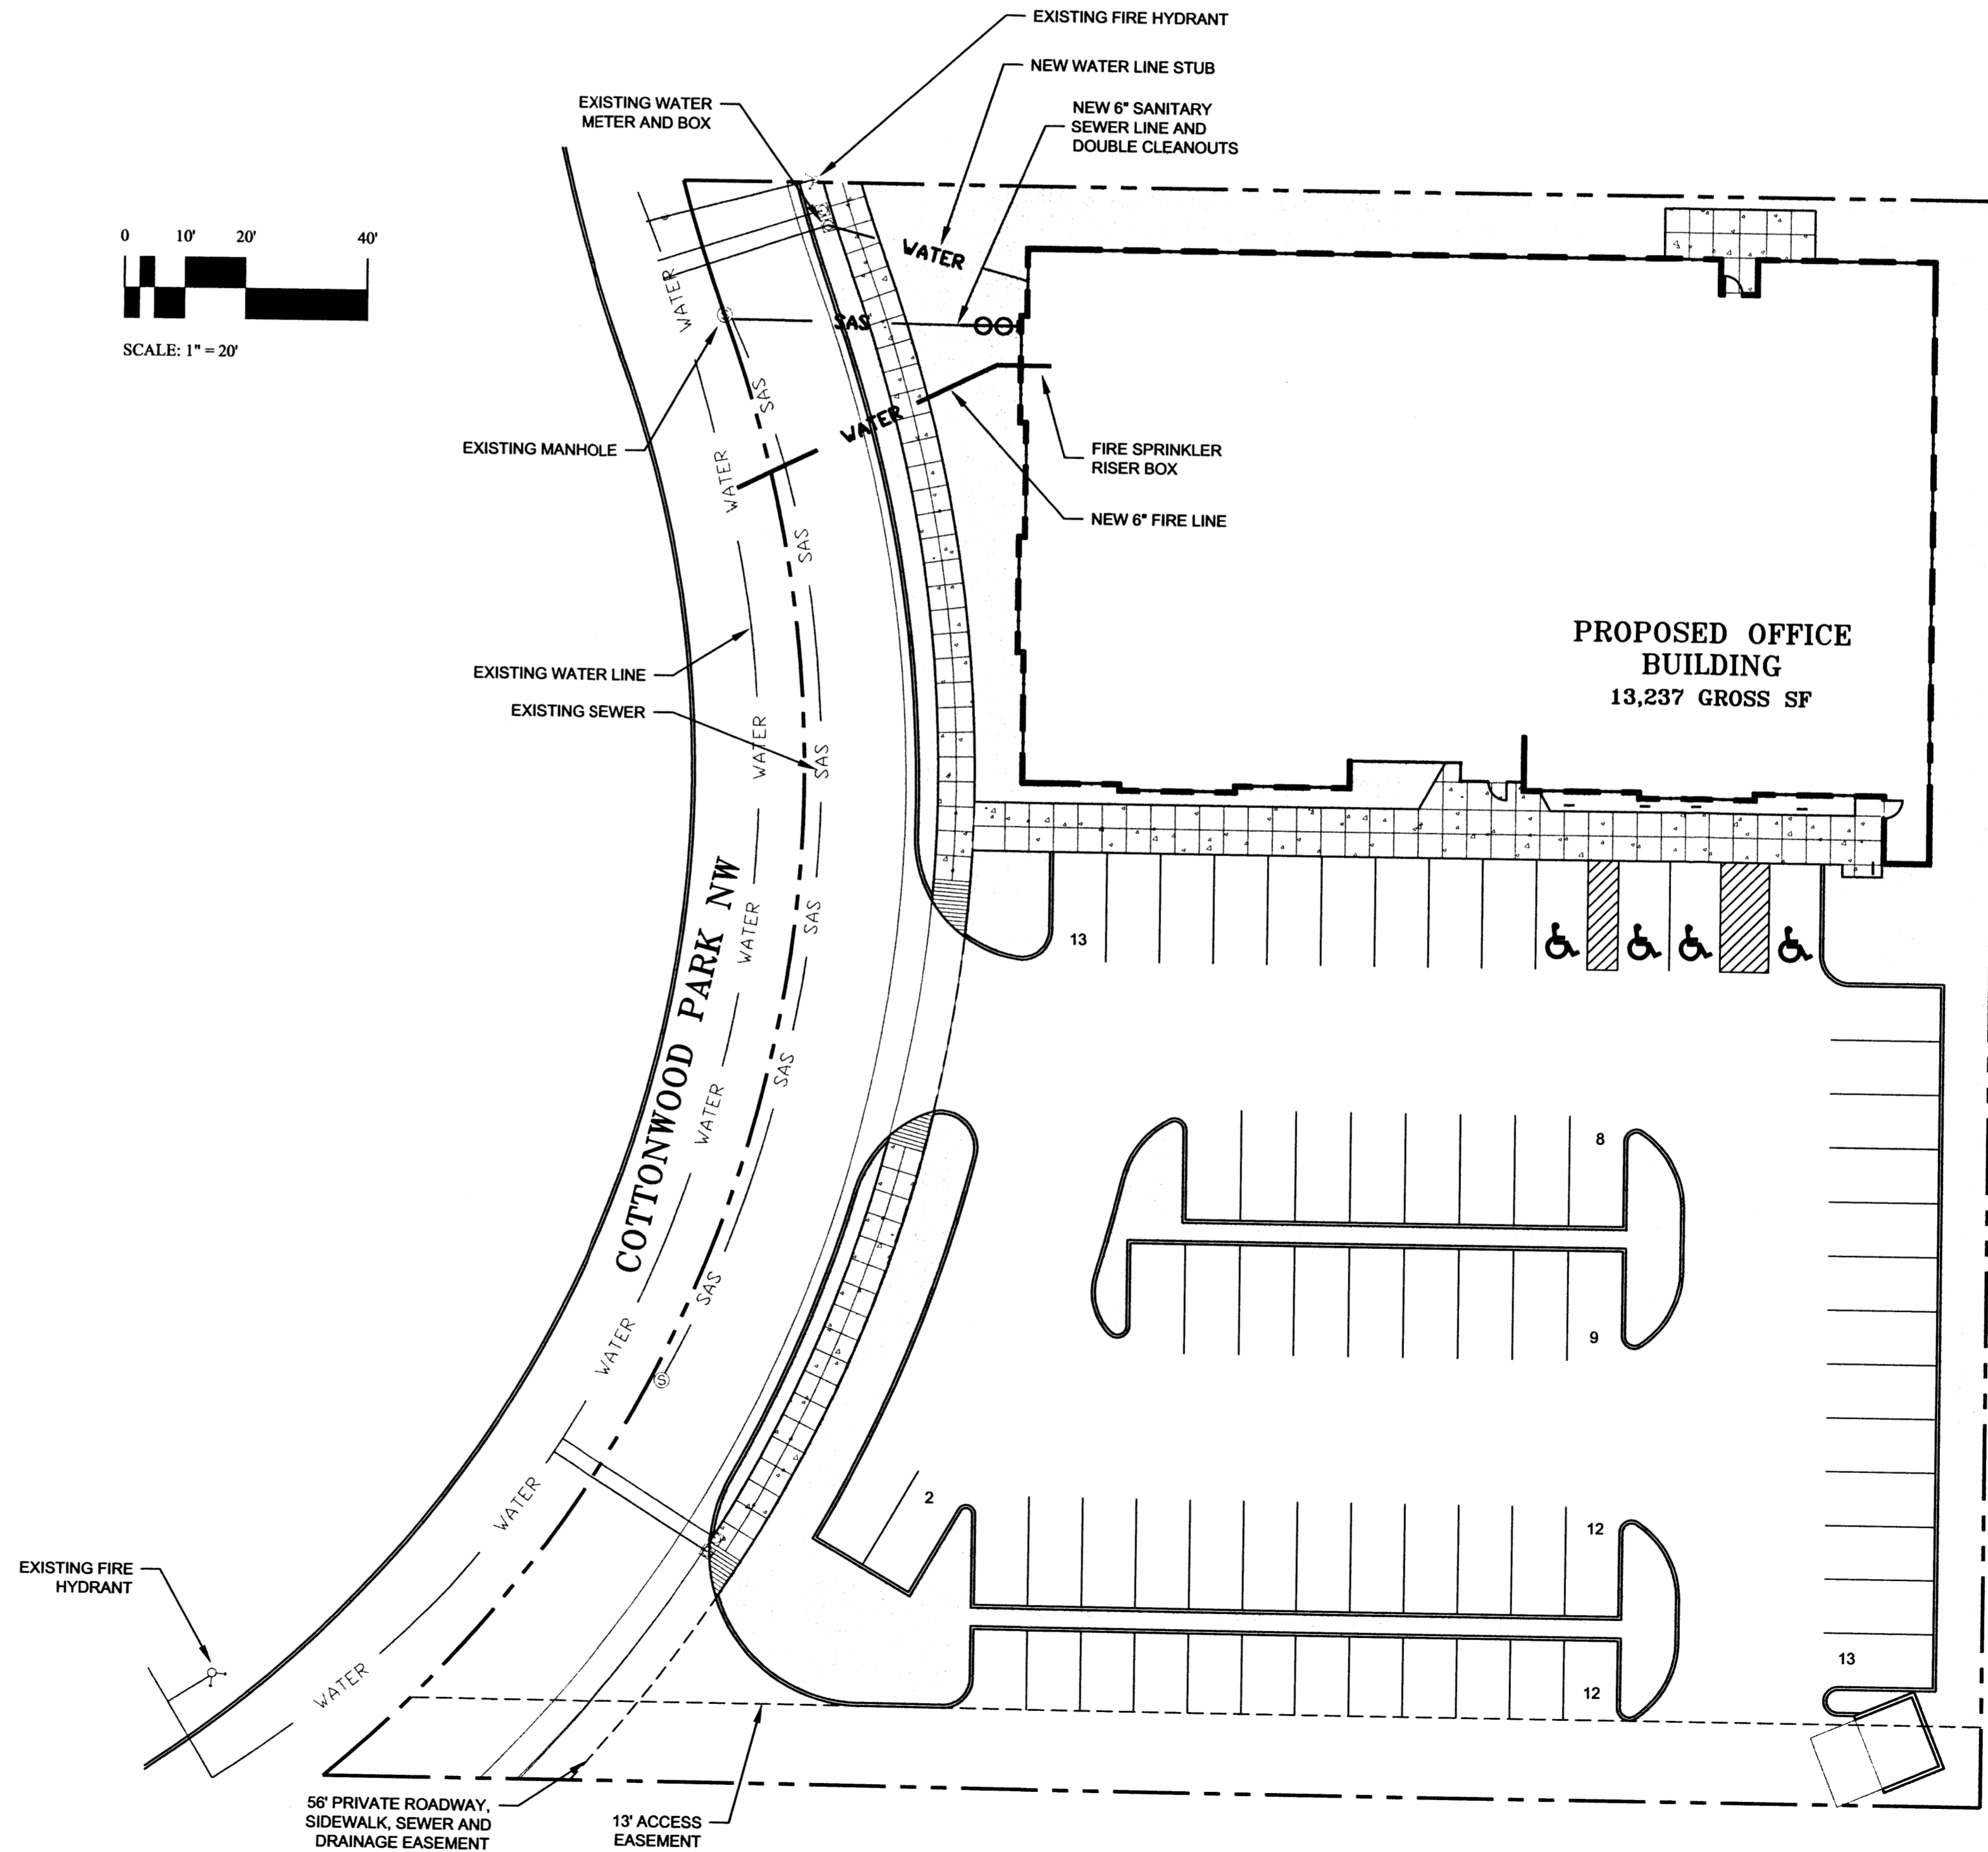 EXISTING FIRE HYDRANT
NEW WATER LINE STUB
EXISTING WATER
METER AND BOX
NEW 6" SANITARY
SEWER LINE AND
DOUBLE CLEANOUTS
0 10' 20' 40'
SCALE: 1" = 20'
WATER
WATER
SAS
SAS
WATER
EXISTING MANHOLE
FIRE SPRINKLER
RISER BOX
WATER
NEW 6" FIRE LINE
SAS
PROPOSED OFFICE
BUILDING
13,237 GROSS SF
EXISTING WATER LINE
EXISTING SEWER
WATER
SAS
COTTONWOOD PARK NW
WATER
SAS
13
SAS
WATER
8
SAS
WATER
9
S
WATER
2
12
EXISTING FIRE
HYDRANT
WATER
13
12
56' PRIVATE ROADWAY,
SIDEWALK, SEWER AND
DRAINAGE EASEMENT
13' ACCESS
EASEMENT